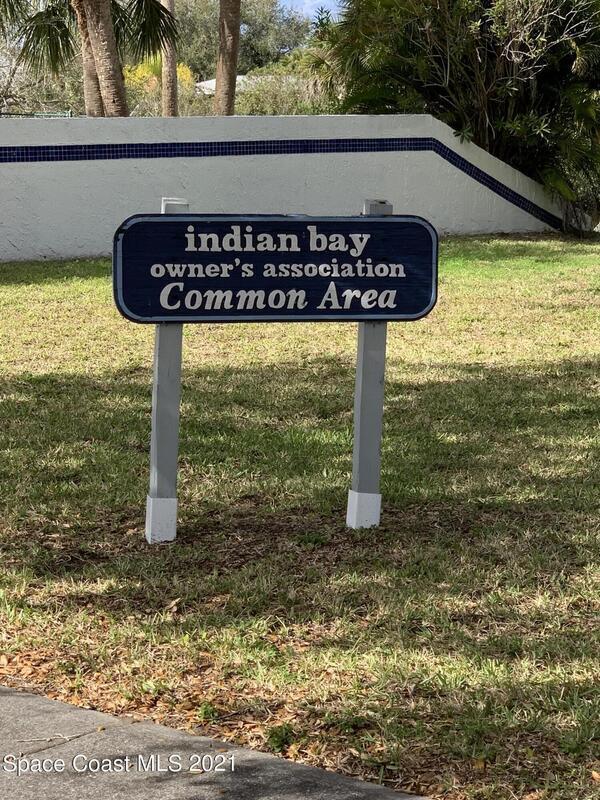 indian bay
owner's association
Common Area
Space Coast MLS 2021